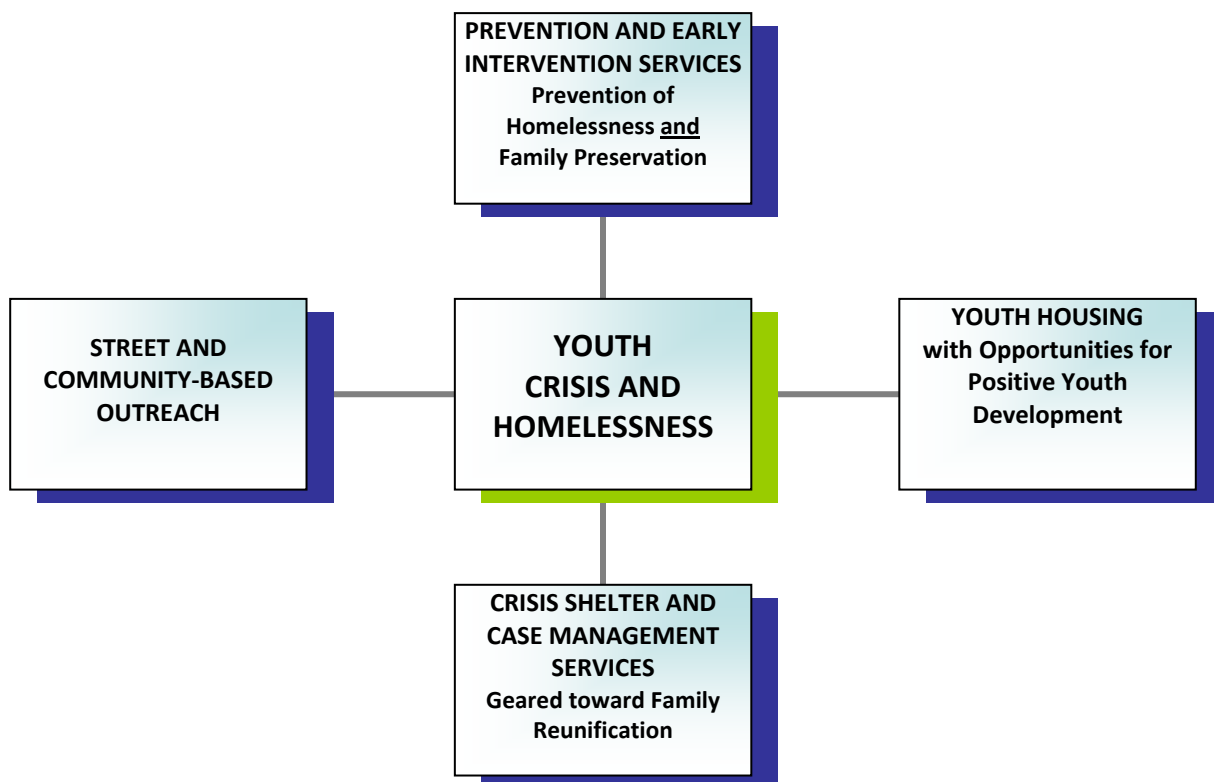 PREVENTION AND EARLY
INTERVENTION SERVICES
Prevention of
Homelessness and
Family Preservation
STREET AND
COMMUNITY-BASED
OUTREACH
YOUTH
CRISIS AND
HOMELESSNESS
YOUTH HOUSING
with Opportunities for
Positive Youth
Development
CRISIS SHELTER AND
CASE MANAGEMENT
SERVICES
Geared toward Family
Reunification